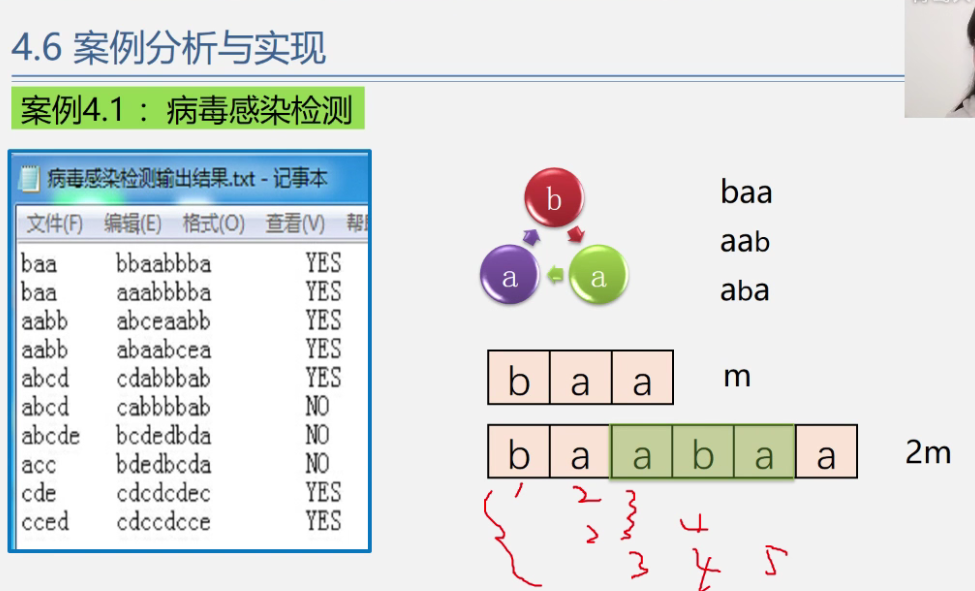 4.6 案例分析与实现
案例4.1 ：病毒感染检测
病毒感染检测输出结果.txt - 记事本
文件(F) 编辑(E) 格式(O) 查看(V)
baa bbaabbba YES
baa aaabbbba YES
aabb abceaabb YES
aabb abaabcea YES
abcd cdabbbab YES
abcd cabbbbab NO
abcde bcdedbda NO
acc bdedbcda NO
cde cdcdcdec YES
cced cdccdcce YES
b
a a
baa
aab
aba
b a a m
b a a b a a 2m
1 2 3
2 3 4
3 4 5